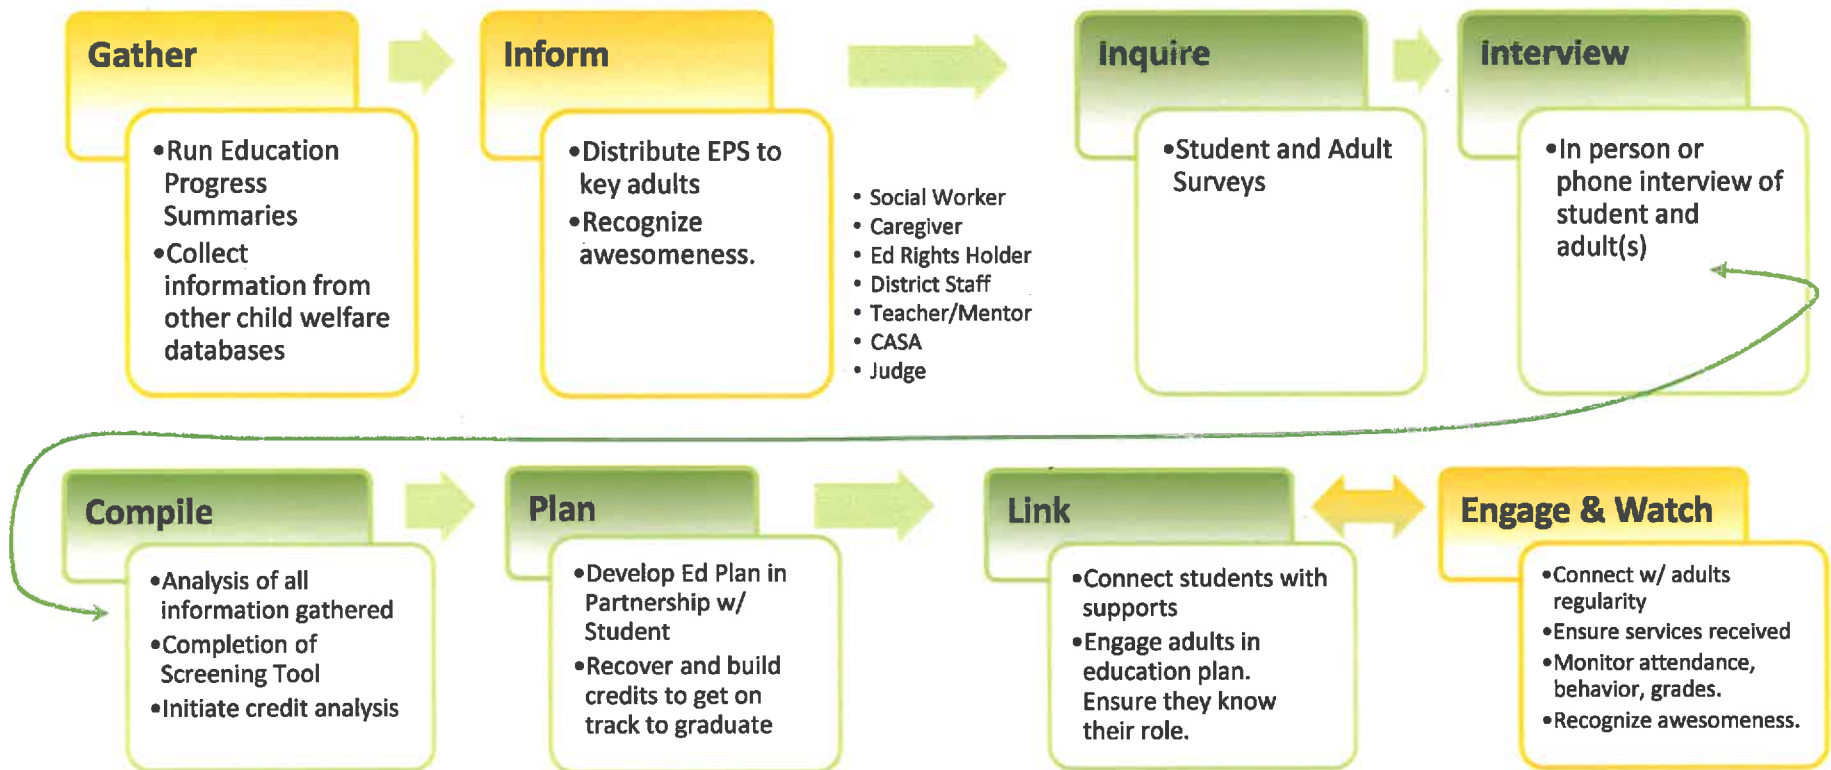 Gather
•Run Education
Progress
Summaries
•Collect
information from
other child welfare
databases
Inform
•Distribute EPS to
key adults
•Recognize
awesomeness.
• Social Worker
• Caregiver
• Ed Rights Holder
• District Staff
• Teacher/Mentor
• CASA
• Judge
Inquire
•Student and Adult
Surveys
Interview
•In person or
phone interview of
student and
adult(s)
Compile
•Analysis of all
information gathered
•Completion of
Screening Tool
•Initiate credit analysis
Plan
•Develop Ed Plan in
Partnership w/
Student
•Recover and build
credits to get on
track to graduate
Link
•Connect students with
supports
•Engage adults in
education plan.
Ensure they know
their role.
Engage & Watch
•Connect w/ adults
regularity
•Ensure services received
•Monitor attendance,
behavior, grades.
•Recognize awesomeness.